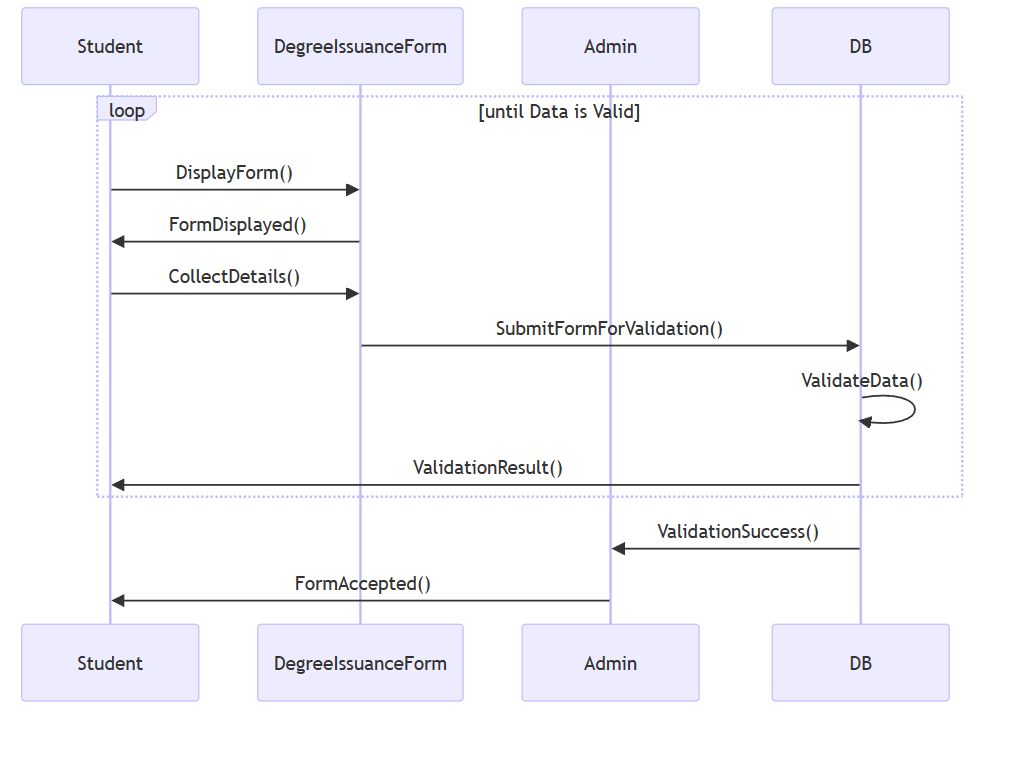 Student
DegreeIssuanceForm
Admin
DB
loop
[until Data is Valid]
DisplayForm()
FormDisplayed()
CollectDetails()
SubmitFormForValidation()
ValidateData()
ValidationResult()
ValidationSuccess()
FormAccepted()
Student
DegreeIssuanceForm
Admin
DB